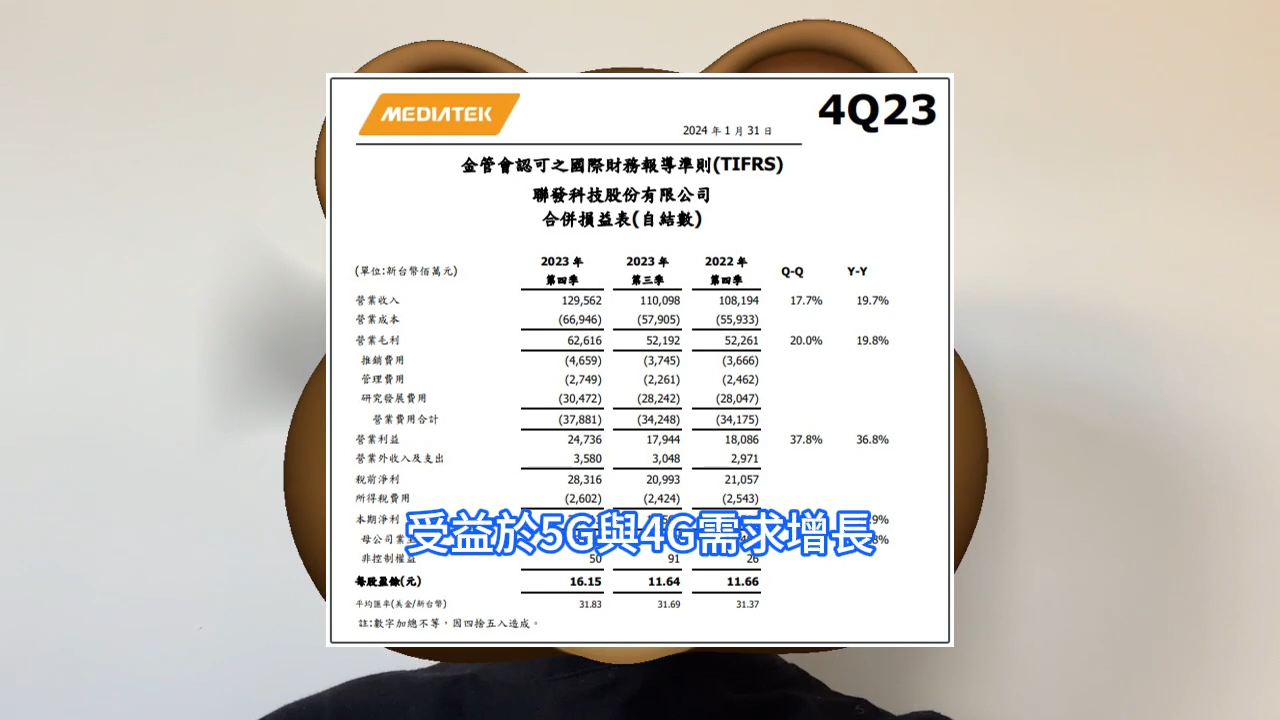 MEDIATEK
4Q23
2024 年 1 月 31 日
金管會認可之國際財務報導準則(TIFRS)
聯發科技股份有限公司
合併損益表(自結數)
(單位:新台幣佰萬元) 2023 年 第四季 2023 年 第三季 2022 年 第四季 Q-Q Y-Y
營業收入 129,562 110,098 108,194 17.7% 19.7%
營業成本 (66,946) (57,905) (55,933)
營業毛利 62,616 52,192 52,261 20.0% 19.8%
推銷費用 (4,659) (3,745) (3,666)
管理費用 (2,749) (2,261) (2,462)
研究發展費用 (30,472) (28,242) (28,047)
營業費用合計 (37,881) (34,248) (34,175)
營業利益 24,736 17,944 18,086 37.8% 36.8%
營業外收入及支出 3,580 3,048 2,971
稅前淨利 28,316 20,993 21,057
所得稅費用 (2,602) (2,424) (2,543)
本期淨利
受益於5G與4G需求增長
母公司業
非控制權益 50 91 26
每股盈餘(元) 16.15 11.64 11.66
平均匯率(美金/新台幣) 31.83 31.69 31.37
註:數字加總不等，因四捨五入造成。